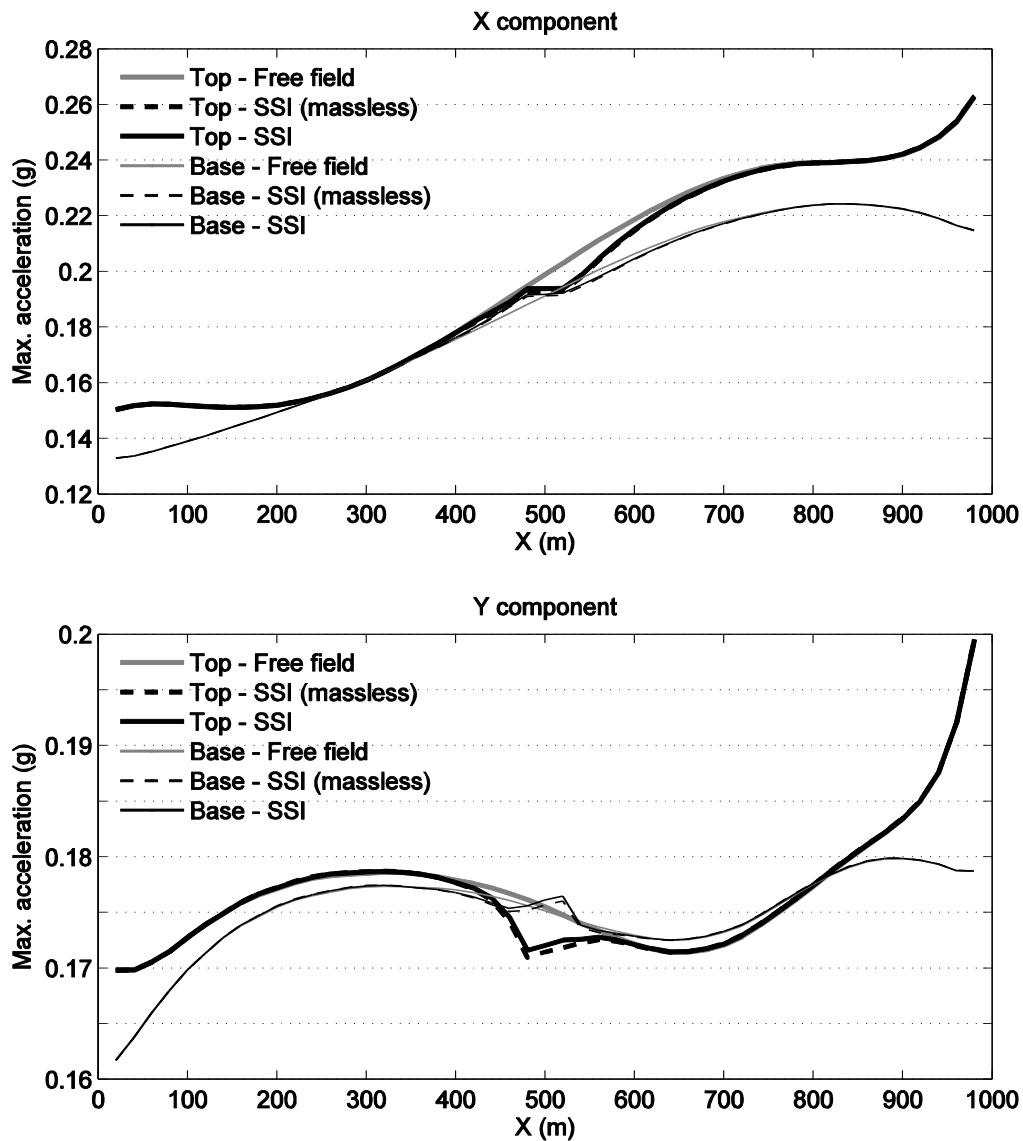 X component
0.28
0.26
0.24
0.22
0.2
0.18
0.16
0.14
0.12
Max. acceleration (g)
Top - Free field
Top - SSI (massless)
Top - SSI
Base - Free field
Base - SSI (massless)
Base - SSI
0 100 200 300 400 500 600 700 800 900 1000
X (m)
Y component
0.2
0.19
0.18
0.17
0.16
Max. acceleration (g)
Top - Free field
Top - SSI (massless)
Top - SSI
Base - Free field
Base - SSI (massless)
Base - SSI
0 100 200 300 400 500 600 700 800 900 1000
X (m)